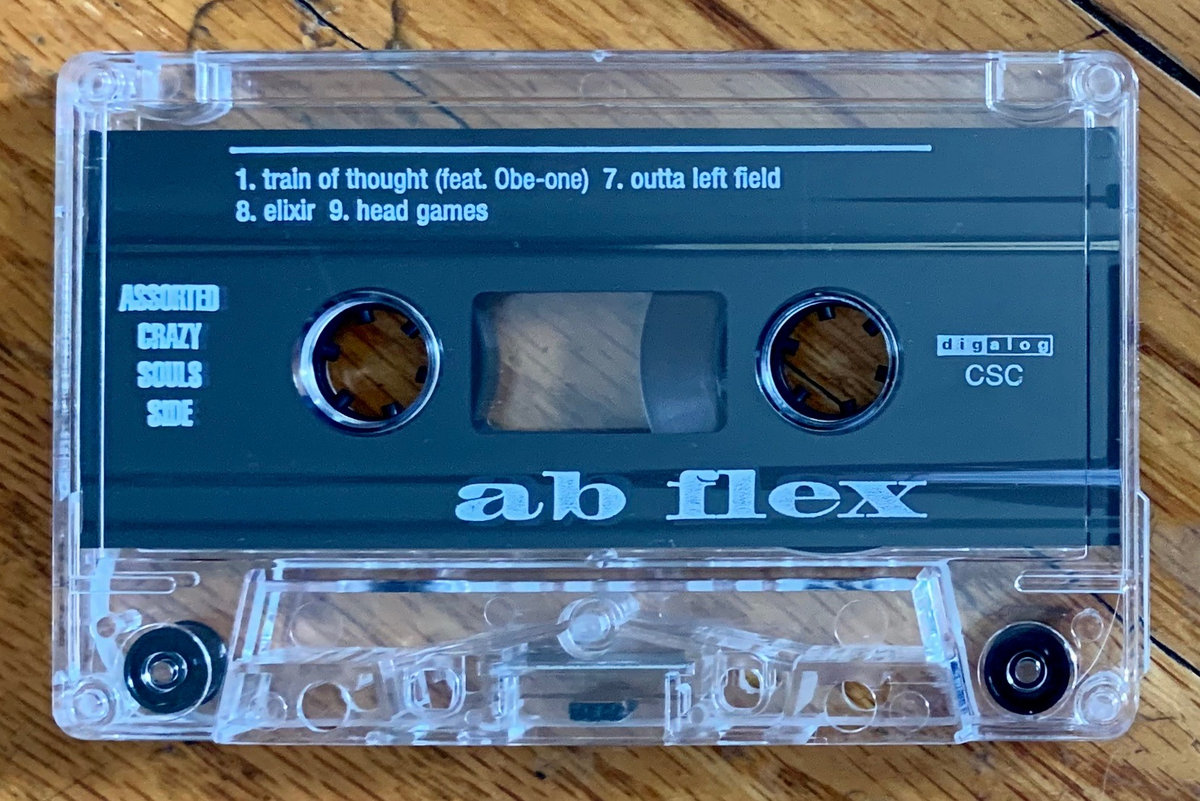 1. train of thought (feat. Obe-one) 7. outta left field
8. elixir 9. head games
ASSORTED
CRAZY
SOULS
SIDE
digalog
CSC
ab flex